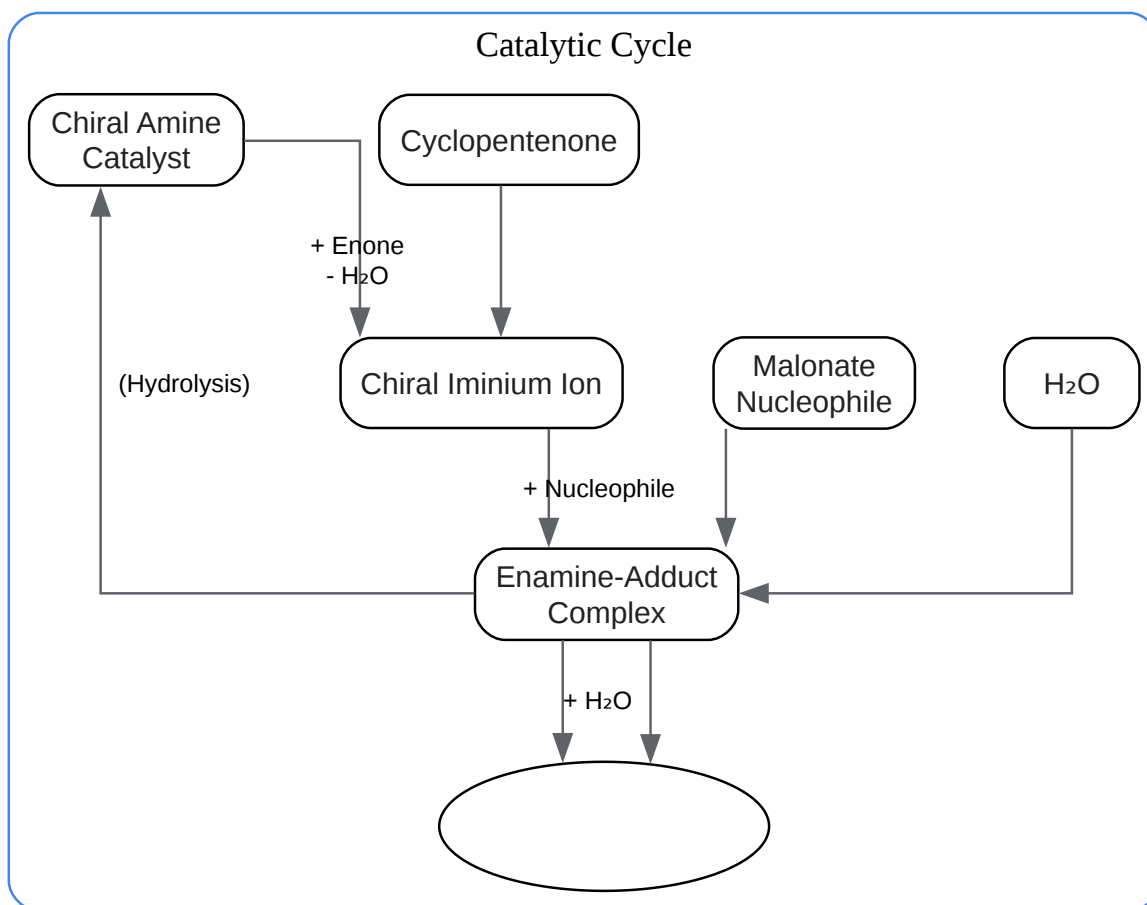 Catalytic Cycle
Chiral Amine
Catalyst
Cyclopentenone
+ Enone
- H₂O
Chiral Iminium Ion
Malonate
Nucleophile
H₂O
(Hydrolysis)
+ Nucleophile
Enamine-Adduct
Complex
+ H₂O